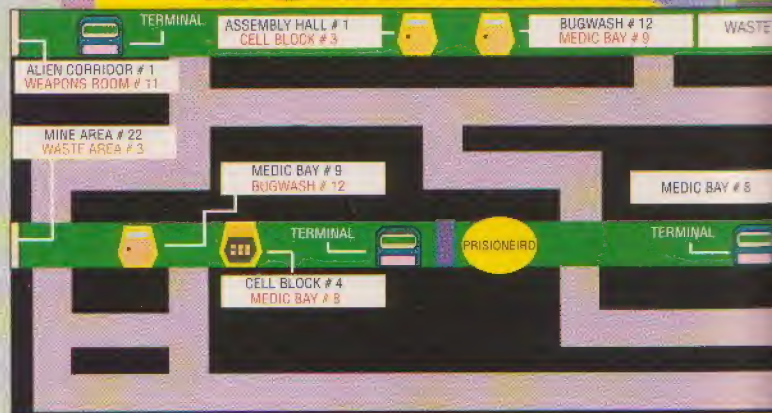 TERMINAL
ASSEMBLY HALL # 1
CELL BLOCK # 3
BUGWASH # 12
MEDIC BAY # 9
WASTE
ALIEN CORRIDOR # 1
WEAPONS ROOM # 11
MINE AREA # 22
WASTE AREA # 3
MEDIC BAY # 9
BUGWASH # 12
MEDIC BAY # 8
TERMINAL
PRISIONEIRO
TERMINAL
CELL BLOCK # 4
MEDIC BAY # 8